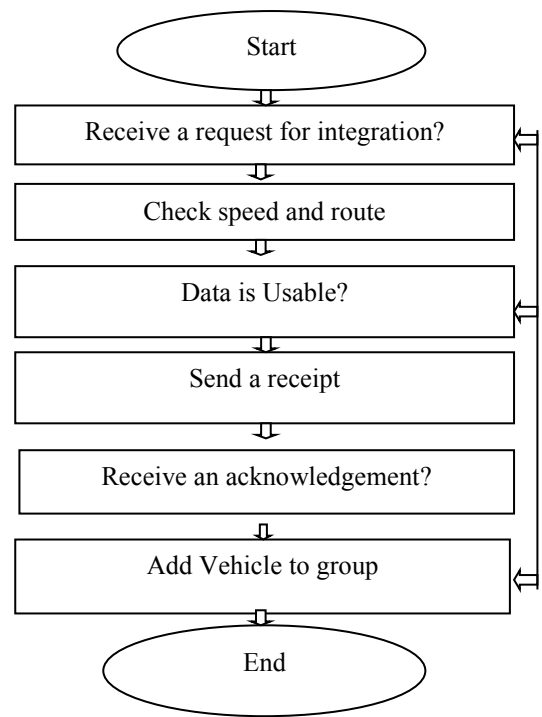 Start
Receive a request for integration?
Check speed and route
Data is Usable?
Send a receipt
Receive an acknowledgement?
Add Vehicle to group
End